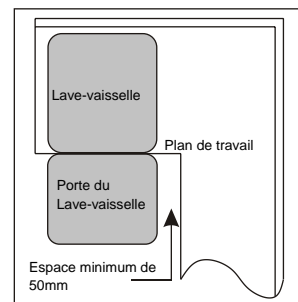 Lave-vaisselle
Plan de travail
Porte du
Lave-vaisselle
Espace minimum de
50mm